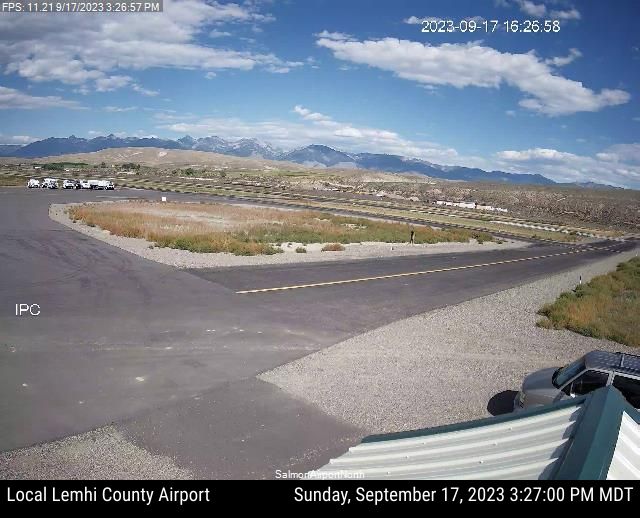 FPS: 11.21 9/17/2023 3:26:57 PM
2023-09-17 16:26:58
IPC
SalmonAirportNorth
Local Lemhi County Airport
Sunday, September 17, 2023 3:27:00 PM MDT